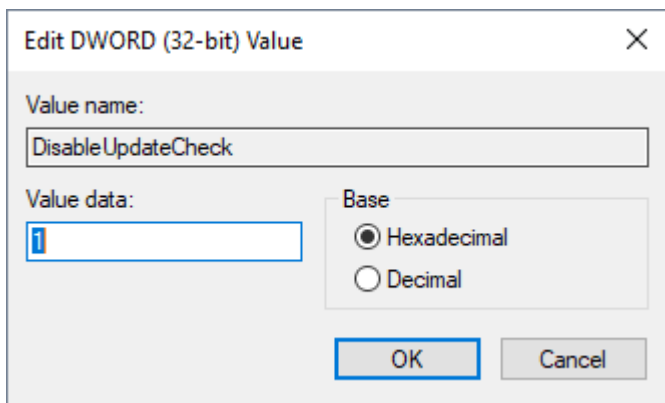 Edit DWORD (32-bit) Value
Value name:
DisableUpdateCheck
Value data:
1
Base
Hexadecimal
Decimal
OK
Cancel